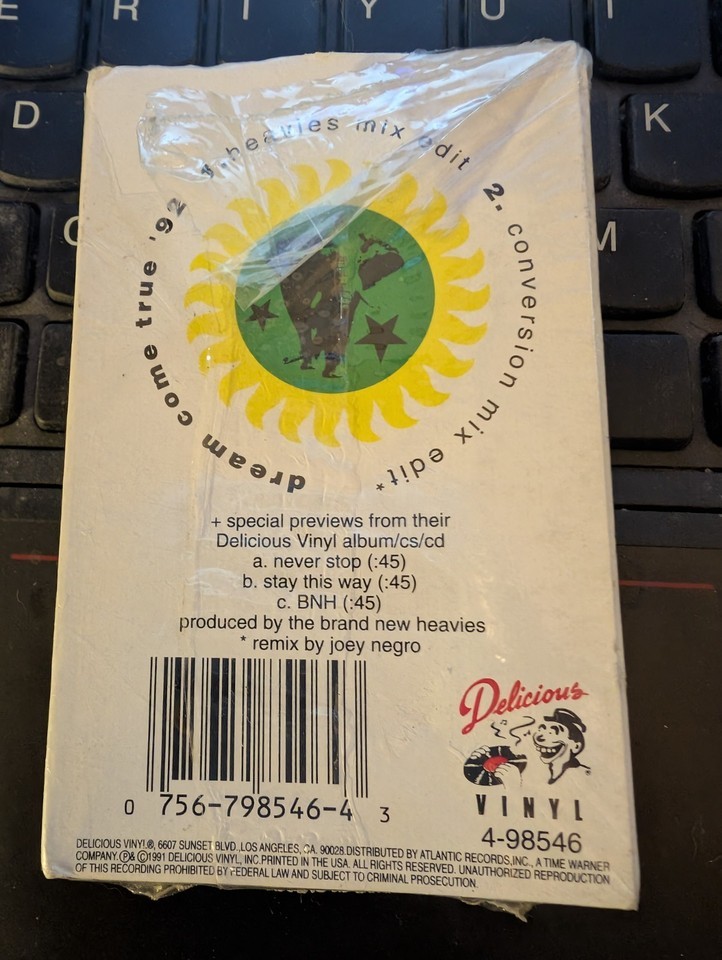 E R I Y U I
D K
C M
dream come true '92 1. heavies mix edit 2. conversion mix edit*
+ special previews from their
Delicious Vinyl album/cs/cd
a. never stop (:45)
b. stay this way (:45)
c. BNH (:45)
produced by the brand new heavies
* remix by joey negro
0 756-798546-4 3
Delicious
VINYL
4-98546
DELICIOUS VINYL®, 6607 SUNSET BLVD., LOS ANGELES, CA. 90028. DISTRIBUTED BY ATLANTIC RECORDS, INC., A TIME WARNER
COMPANY. Ⓟ& ©1991 DELICIOUS VINYL, INC. PRINTED IN THE USA. ALL RIGHTS RESERVED. UNAUTHORIZED REPRODUCTION
OF THIS RECORDING PROHIBITED BY FEDERAL LAW AND SUBJECT TO CRIMINAL PROSECUTION.